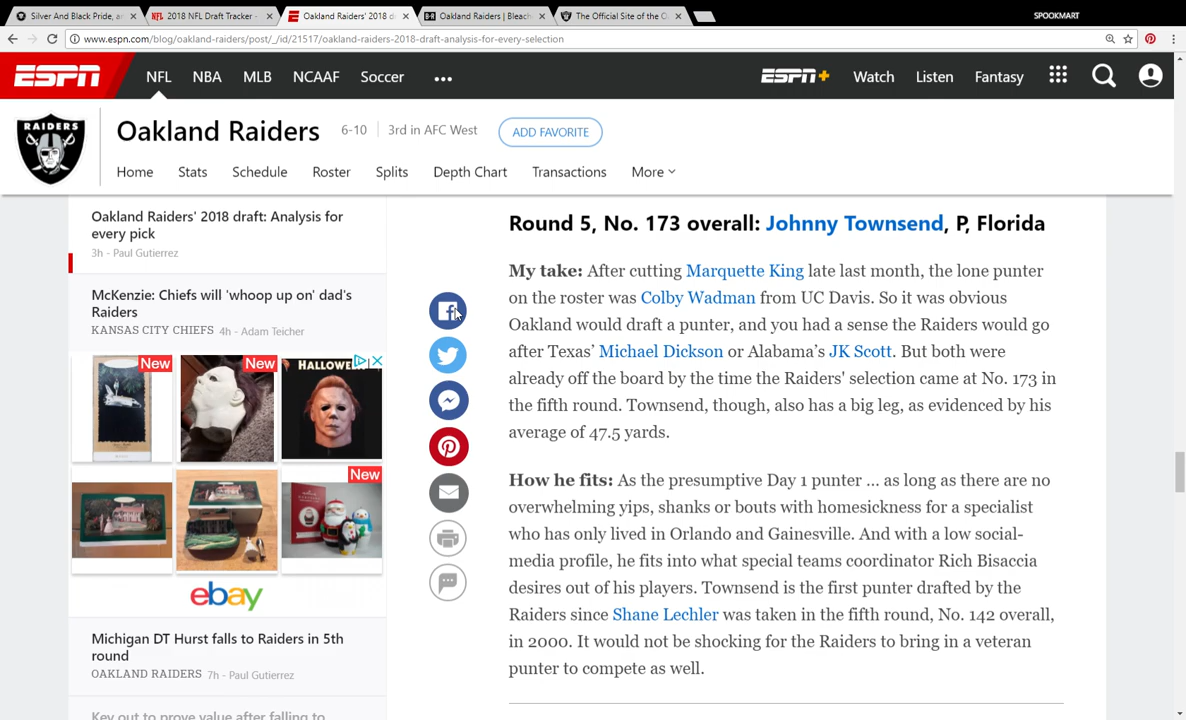 Silver And Black Pride, a
2018 NFL Draft Tracker -
Oakland Raiders' 2018 d
Oakland Raiders | Bleach
The Official Site of the O
SPOOKMART
www.espn.com/blog/oakland-raiders/post/_/id/21517/oakland-raiders-2018-draft-analysis-for-every-selection
ESPN
NFL
NBA
MLB
NCAAF
Soccer
ESPN+
Watch
Listen
Fantasy
RAIDERS
Oakland Raiders
6-10
3rd in AFC West
ADD FAVORITE
Home
Stats
Schedule
Roster
Splits
Depth Chart
Transactions
More
Oakland Raiders' 2018 draft: Analysis for
every pick
3h - Paul Gutierrez
McKenzie: Chiefs will 'whoop up on' dad's
Raiders
KANSAS CITY CHIEFS 4h - Adam Teicher
New
New
HALLOWE
New
ebay
Michigan DT Hurst falls to Raiders in 5th
round
OAKLAND RAIDERS 7h - Paul Gutierrez
Key out to prove value after falling to
Round 5, No. 173 overall: Johnny Townsend, P, Florida
My take: After cutting Marquette King late last month, the lone punter
on the roster was Colby Wadman from UC Davis. So it was obvious
Oakland would draft a punter, and you had a sense the Raiders would go
after Texas’ Michael Dickson or Alabama’s JK Scott. But both were
already off the board by the time the Raiders' selection came at No. 173 in
the fifth round. Townsend, though, also has a big leg, as evidenced by his
average of 47.5 yards.
How he fits: As the presumptive Day 1 punter ... as long as there are no
overwhelming yips, shanks or bouts with homesickness for a specialist
who has only lived in Orlando and Gainesville. And with a low social-
media profile, he fits into what special teams coordinator Rich Bisaccia
desires out of his players. Townsend is the first punter drafted by the
Raiders since Shane Lechler was taken in the fifth round, No. 142 overall,
in 2000. It would not be shocking for the Raiders to bring in a veteran
punter to compete as well.